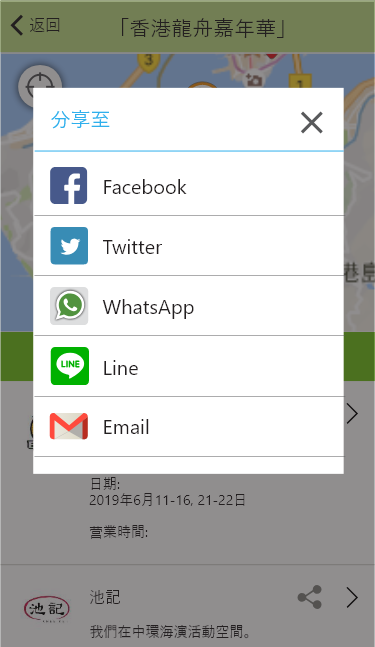 返回
「香港龍舟嘉年華」
3
1
分享至
港島
Facebook
Twitter
WhatsApp
LINE
Line
Email
日期:
2019年6月11-16, 21-22日
営業時間:
池記
池記
我們在中環海濱活動空間。